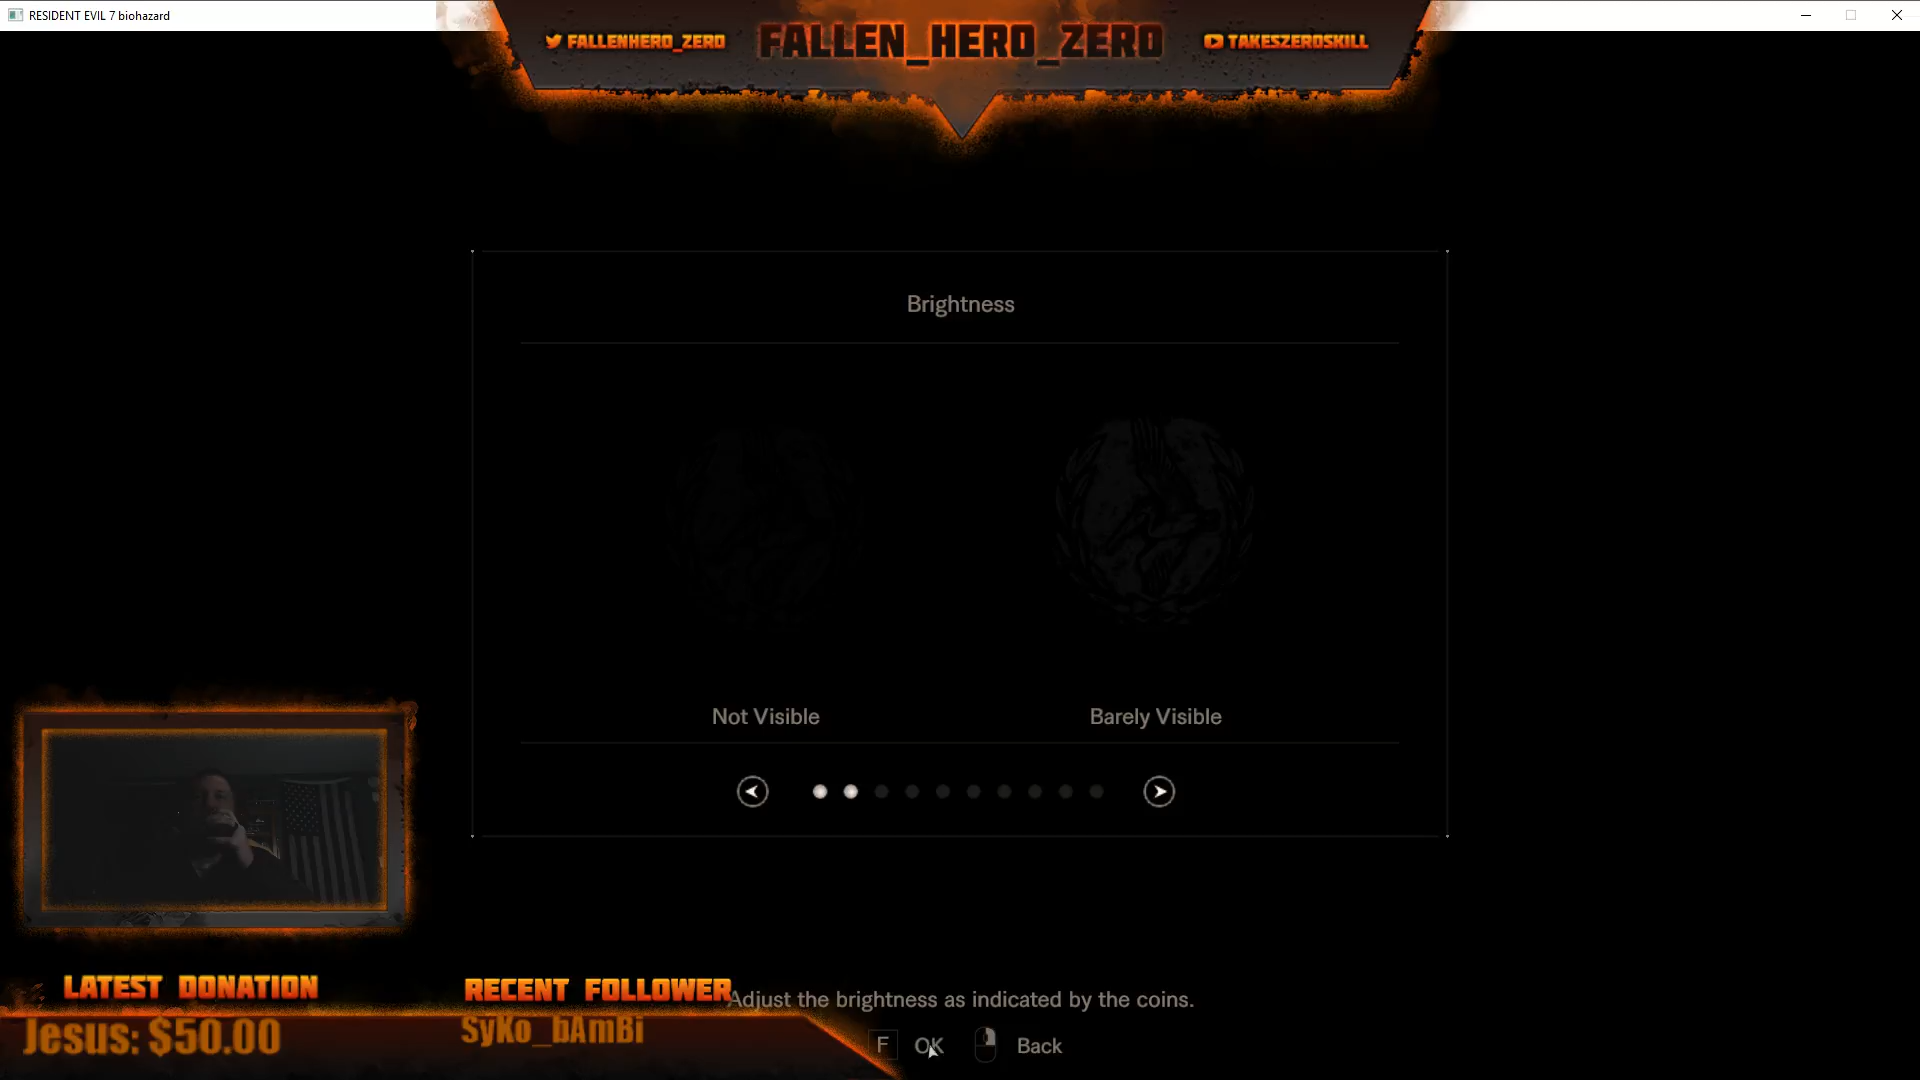 RESIDENT EVIL 7 biohazard
FALLENHERO_ZERO
FALLEN_HERO_ZERO
TAKESZEROSKILL
Brightness
Not Visible
Barely Visible
LATEST DONATION
Jesus: $50.00
RECENT FOLLOWER
SyKo_bAmBi
Adjust the brightness as indicated by the coins.
F OK Back